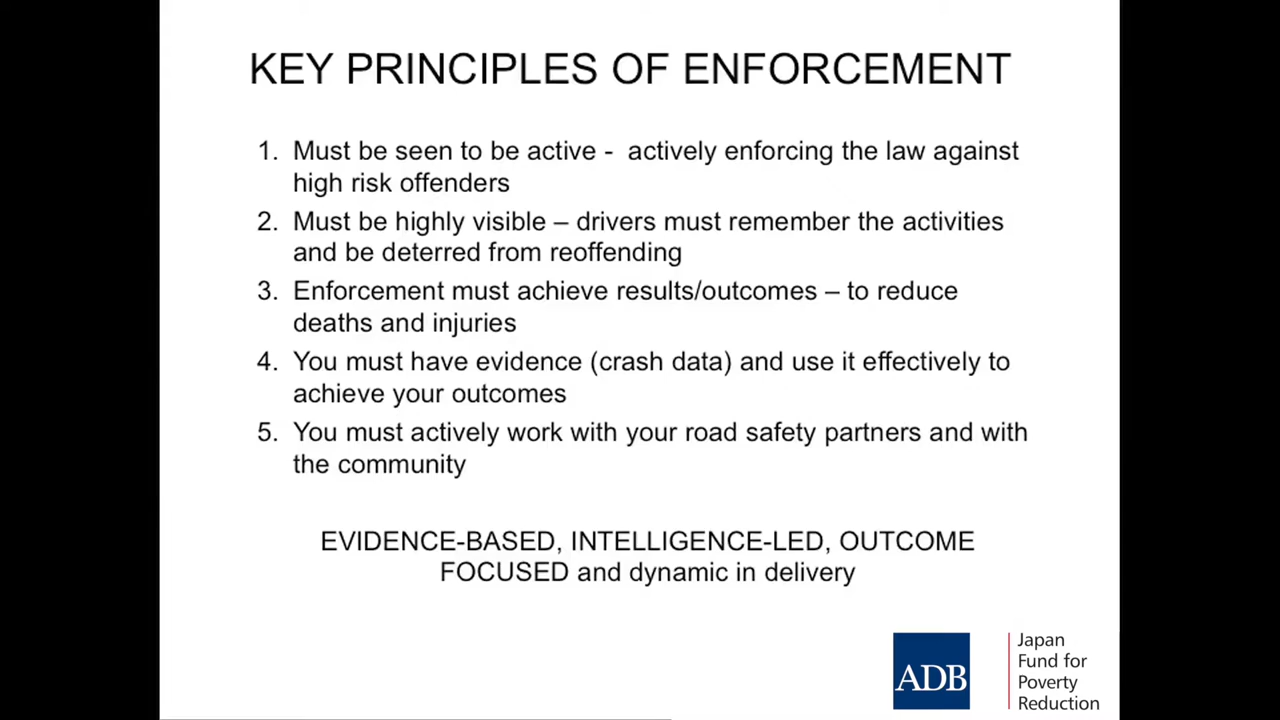 KEY PRINCIPLES OF ENFORCEMENT
1. Must be seen to be active - actively enforcing the law against
high risk offenders
2. Must be highly visible – drivers must remember the activities
and be deterred from reoffending
3. Enforcement must achieve results/outcomes – to reduce
deaths and injuries
4. You must have evidence (crash data) and use it effectively to
achieve your outcomes
5. You must actively work with your road safety partners and with
the community
EVIDENCE-BASED, INTELLIGENCE-LED, OUTCOME
FOCUSED and dynamic in delivery
ADB
Japan
Fund for
Poverty
Reduction